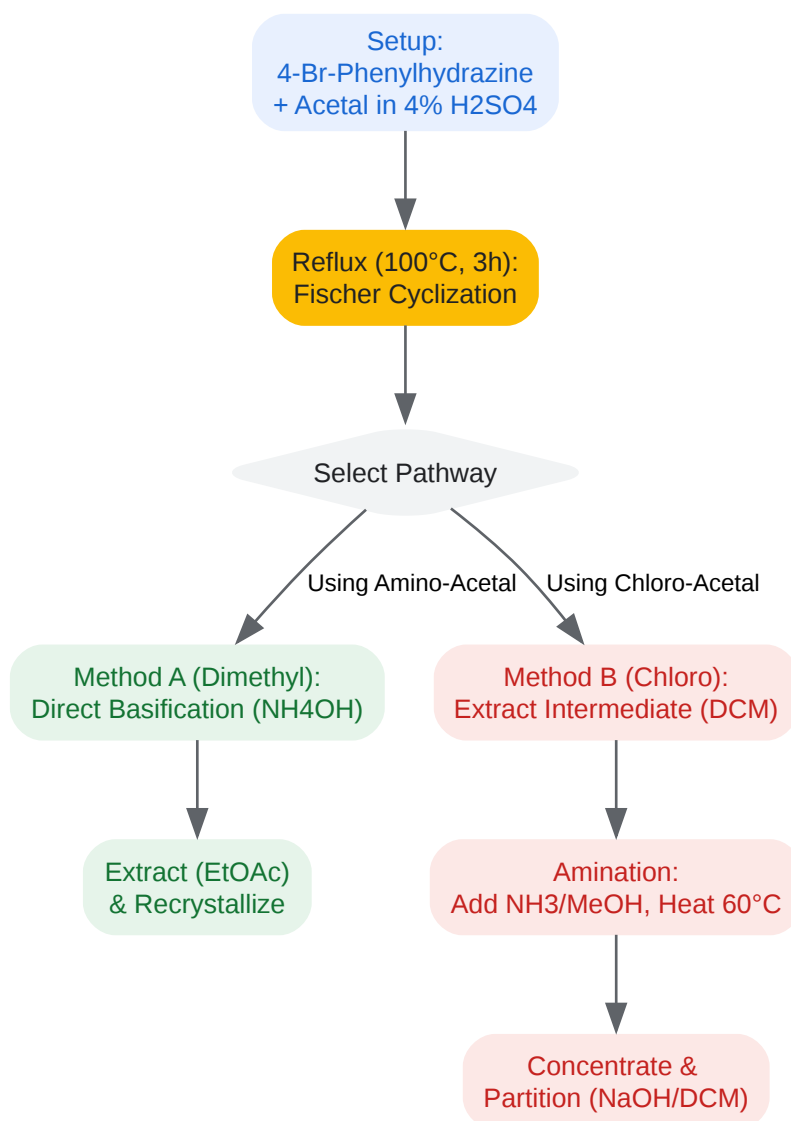 Setup:
4-Br-Phenylhydrazine
+ Acetal in 4% H2SO4
Reflux (100°C, 3h):
Fischer Cyclization
Select Pathway
Using Amino-Acetal
Using Chloro-Acetal
Method A (Dimethyl):
Direct Basification (NH4OH)
Method B (Chloro):
Extract Intermediate (DCM)
Extract (EtOAc)
& Recrystallize
Amination:
Add NH3/MeOH, Heat 60°C
Concentrate &
Partition (NaOH/DCM)